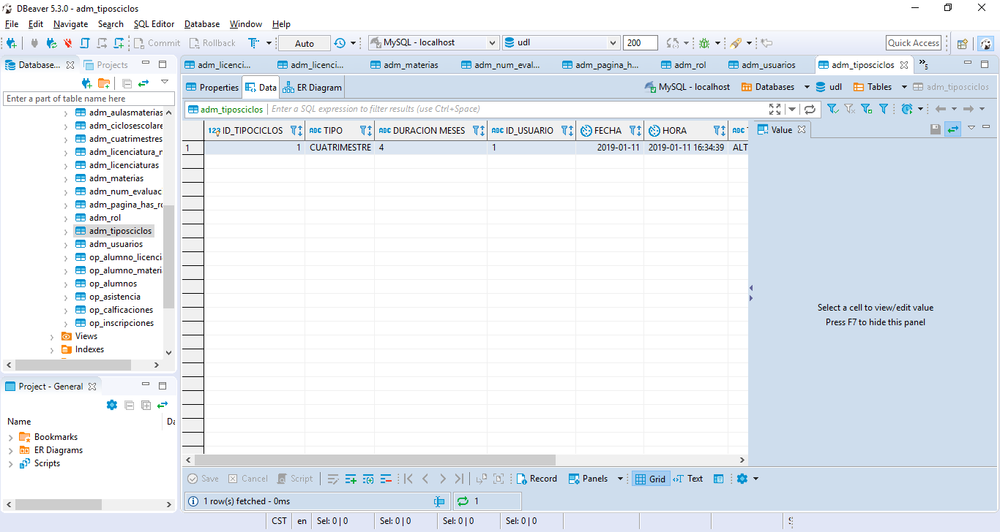 DBeaver 5.3.0 - adm_tiposciclos
File Edit Navigate Search SQL Editor Database Window Help
Commit Rollback Auto MySQL - localhost udl 200 Quick Access
Database... Projects
adm_licenci... adm_licenci... adm_materias adm_num_eval... adm_pagina_h... adm_rol adm_usuarios adm_tiposciclos »5
Properties Data ER Diagram MySQL - localhost Databases udl Tables adm_tiposciclos
Enter a part of table name here
adm_tiposciclos Enter a SQL expression to filter results (use Ctrl+Space)
adm_aulasmaterias
adm_ciclosescolare
adm_cuatrimestres
adm_licenciatura_r
adm_licenciaturas
adm_materias
adm_num_evaluac
adm_pagina_has_ro
adm_rol
adm_tiposciclos
adm_usuarios
op_alumno_licenci
op_alumno_materi
op_alumnos
op_asistencia
op_calficaciones
op_inscripciones
Views
Indexes
123 ID_TIPOCICLOS ABC TIPO ABC DURACION MESES ABC ID_USUARIO FECHA HORA ABC
1 1 CUATRIMESTRE 4 1 2019-01-11 2019-01-11 16:34:39 ALT
Value
Select a cell to view/edit value
Press F7 to hide this panel
Project - General
Name Da
Bookmarks
ER Diagrams
Scripts
Save Cancel Script Record Panels Grid Text
1 row(s) fetched - 0ms 1
CST en Sel: 0 | 0 Sel: 0 | 0 Sel: 0 | 0 Sel: 0 | 0